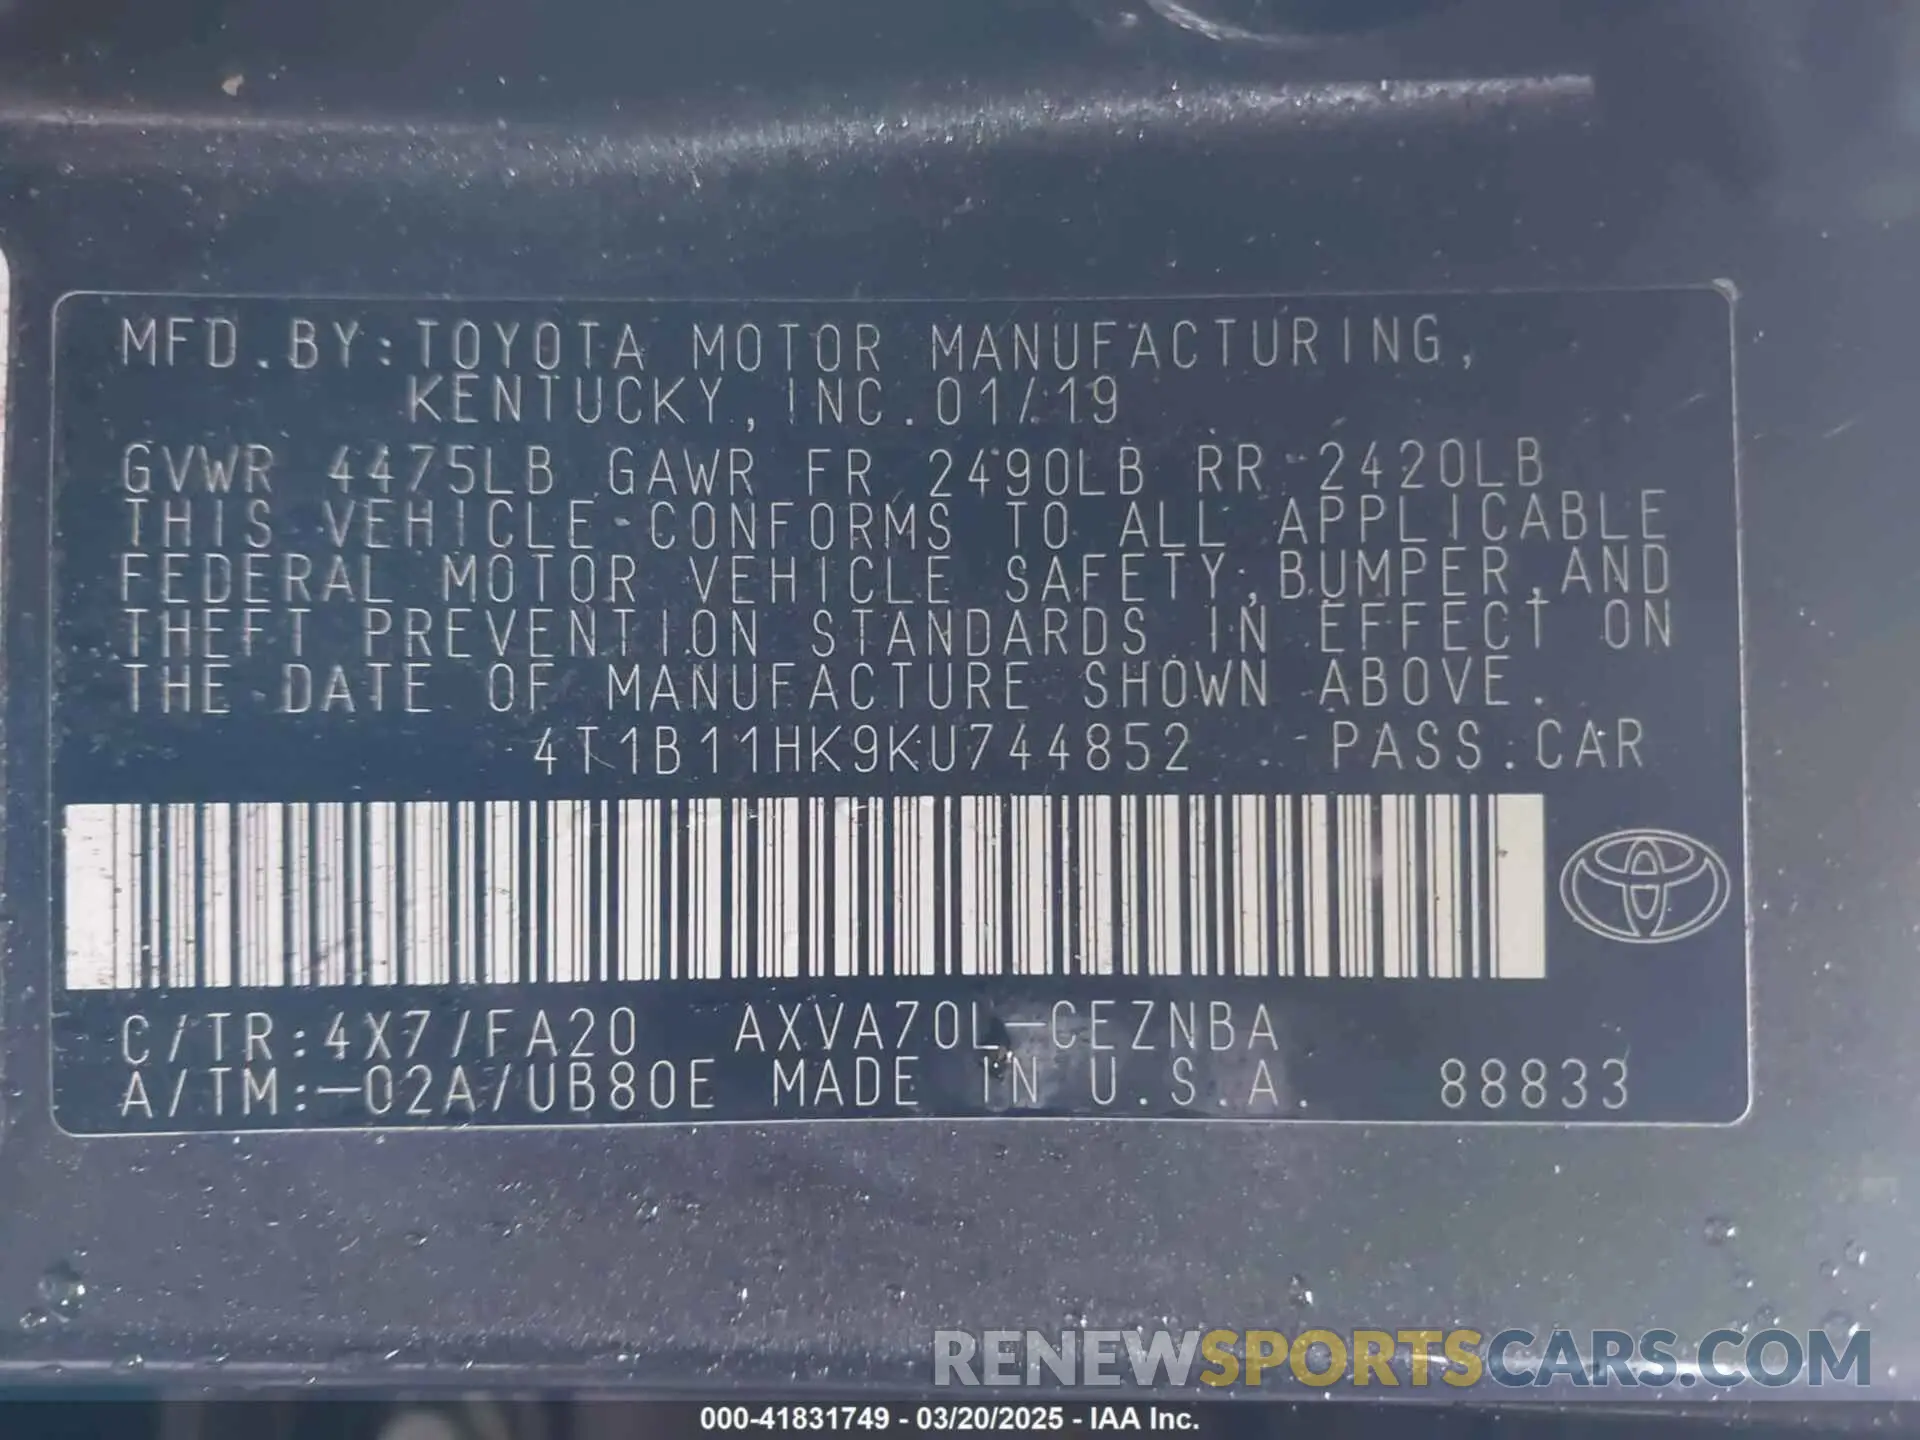 MFD.BY:TOYOTA MOTOR MANUFACTURING,
KENTUCKY,INC.01/19
GVWR 4475LB GAWR FR 2490LB RR 2420LB
THIS VEHICLE CONFORMS TO ALL APPLICABLE
FEDERAL MOTOR VEHICLE SAFETY,BUMPER,AND
THEFT PREVENTION STANDARDS IN EFFECT ON
THE DATE OF MANUFACTURE SHOWN ABOVE.
4T1B11HK9KU744852 PASS.CAR
C/TR:4X7/FA20 AXVA70L-CEZNBA
A/TM:-02A/UB80E MADE IN U.S.A. 88833
RENEWSPORTSCARS.COM
000-41831749 - 03/20/2025 - IAA Inc.